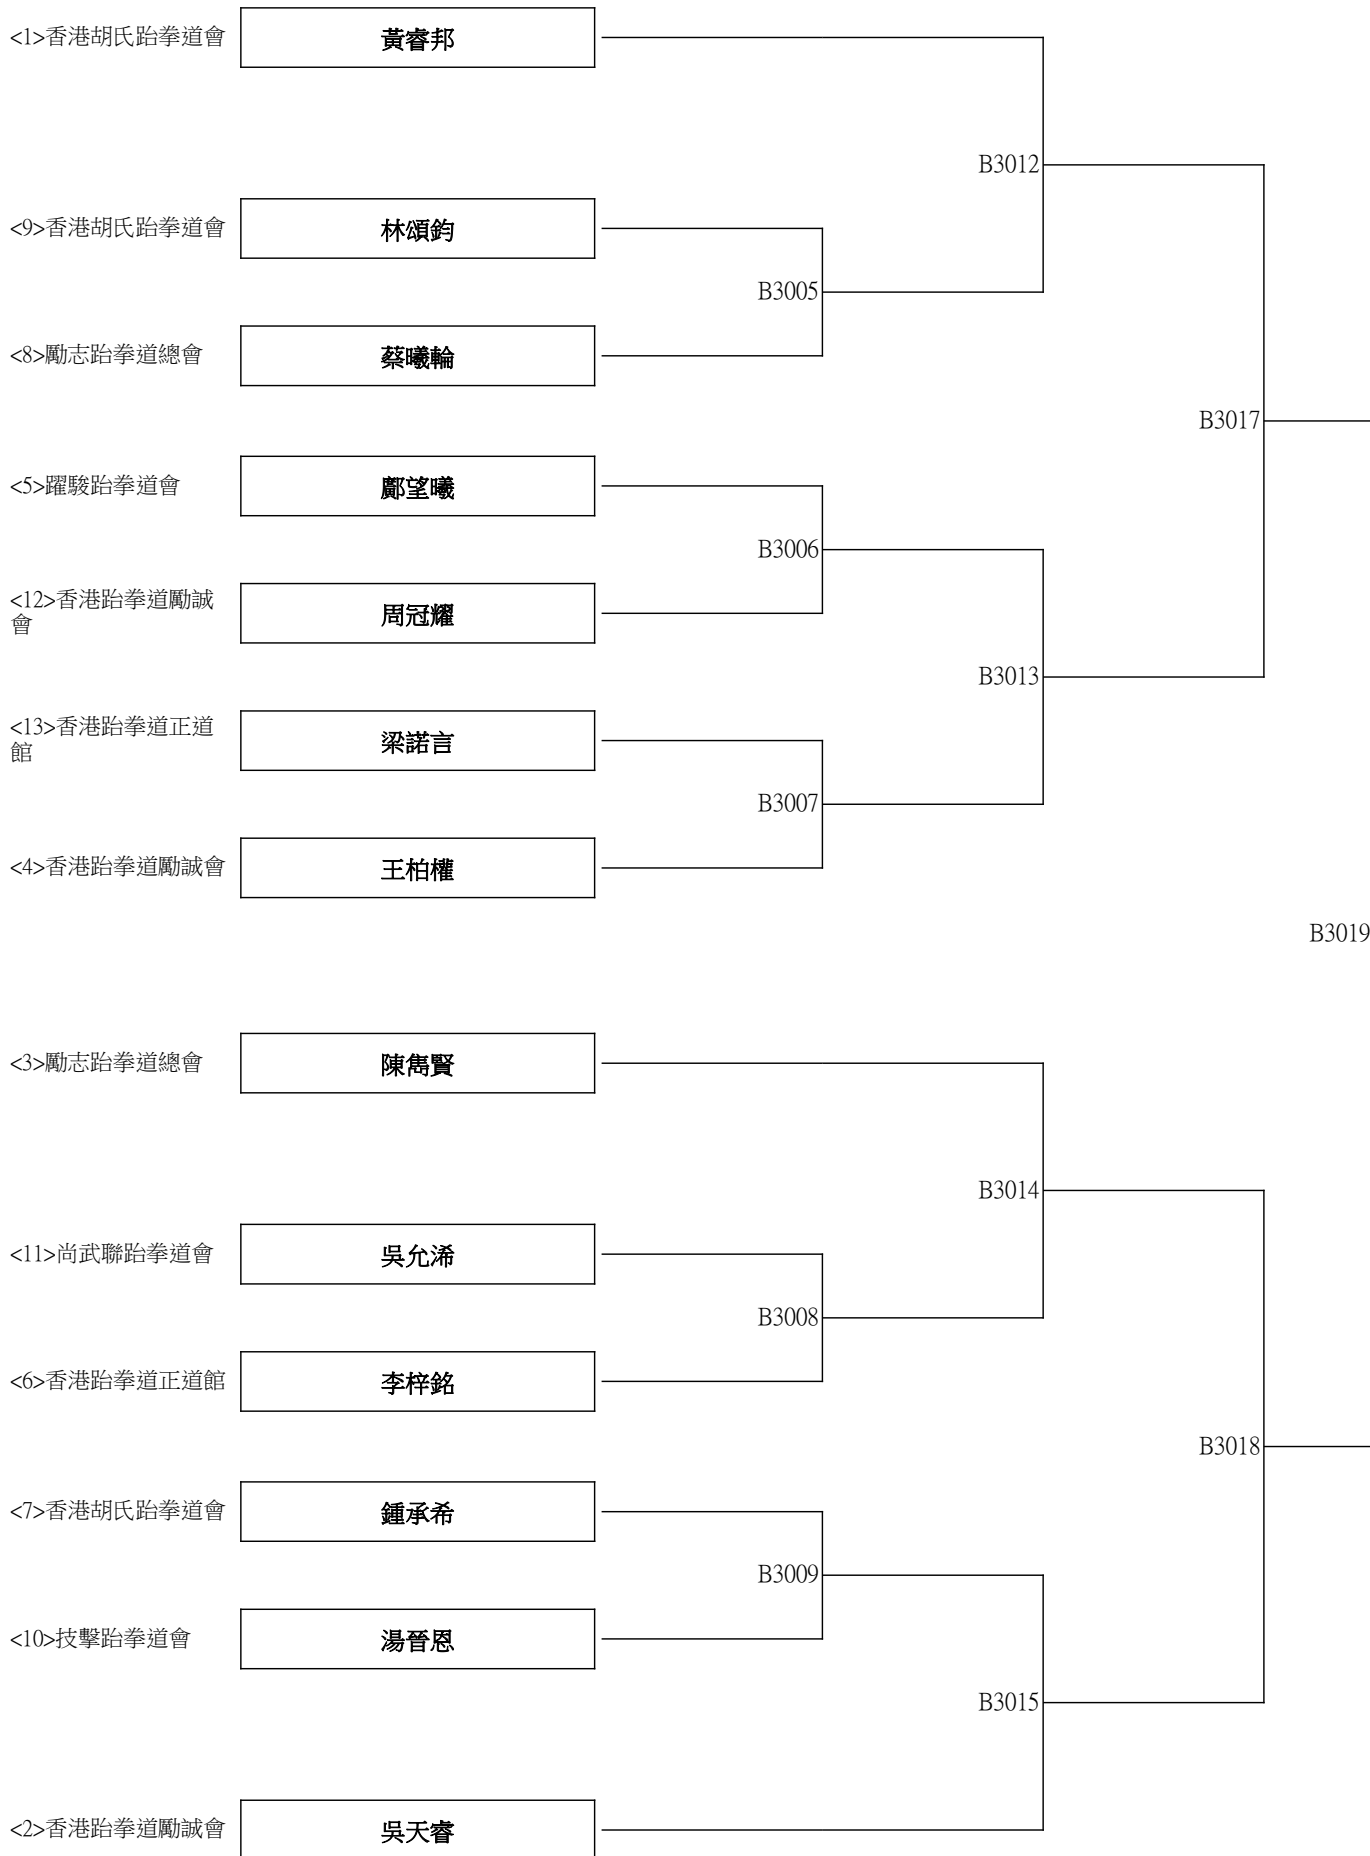 <1>香港胡氏跆拳道會
黃睿邦
B3012
<9>香港胡氏跆拳道會
林頌鈞
B3005
<8>勵志跆拳道總會
蔡曦輪
B3017
<5>躍駿跆拳道會
鄺望曦
B3006
<12>香港跆拳道勵誠
會
周冠耀
B3013
<13>香港跆拳道正道
館
梁諾言
B3007
<4>香港跆拳道勵誠會
王柏權
B3019
<3>勵志跆拳道總會
陳雋賢
B3014
<11>尚武聯跆拳道會
吳允浠
B3008
<6>香港跆拳道正道館
李梓銘
B3018
<7>香港胡氏跆拳道會
鍾承希
B3009
<10>技擊跆拳道會
湯晉恩
B3015
<2>香港跆拳道勵誠會
吳天睿